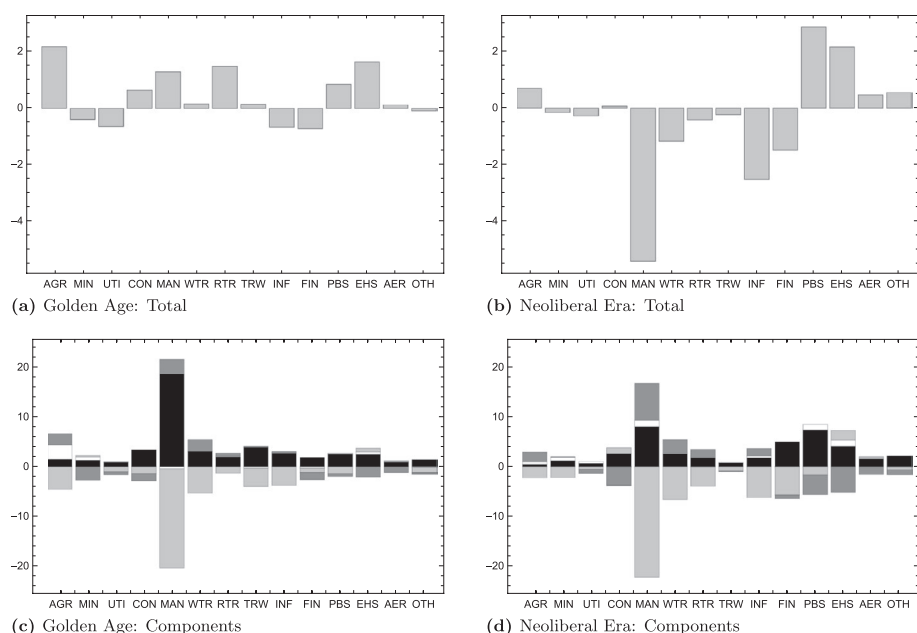 2
0
−2
−4
AGR MIN UTI CON MAN WTR RTR TRW INF FIN PBS EHS AER OTH
(a) Golden Age: Total
2
0
−2
−4
AGR MIN UTI CON MAN WTR RTR TRW INF FIN PBS EHS AER OTH
(b) Neoliberal Era: Total
20
10
0
−10
−20
AGR MIN UTI CON MAN WTR RTR TRW INF FIN PBS EHS AER OTH
(c) Golden Age: Components
20
10
0
−10
−20
AGR MIN UTI CON MAN WTR RTR TRW INF FIN PBS EHS AER OTH
(d) Neoliberal Era: Components